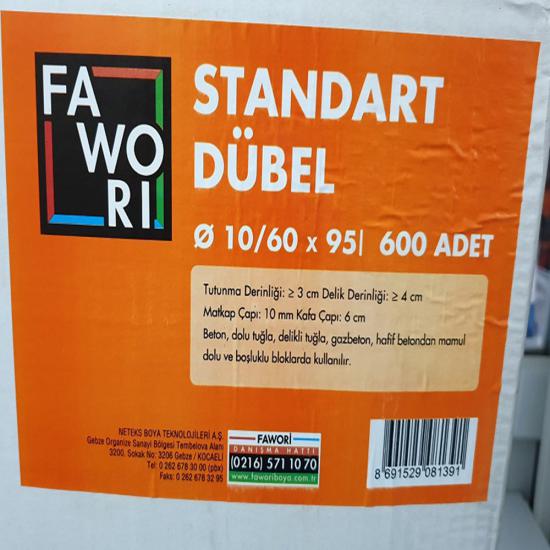 FA
WO
RI
STANDART
DÜBEL
Ø 10/60 x 95| 600 ADET
Tutunma Derinliği: ≥ 3 cm Delik Derinliği: ≥ 4 cm
Matkap Çapı: 10 mm Kafa Çapı: 6 cm
Beton, dolu tuğla, delikli tuğla, gazbeton, hafif betondan mamul
dolu ve boşluklu bloklarda kullanılır.
NETEKS BOYA TEKNOLOJİLERİ A.Ş.
Gebze Organize Sanayi Bölgesi Tembelova Alanı
3200. Sokak No: 3206 Gebze / KOCAELİ
Tel: 0 262 678 30 00 (pbx)
Faks: 0 262 678 32 95
FAWORİ
DANIŞMA HATTI
(0216) 571 10 70
www.faworiboya.com.tr
8 691529 081391